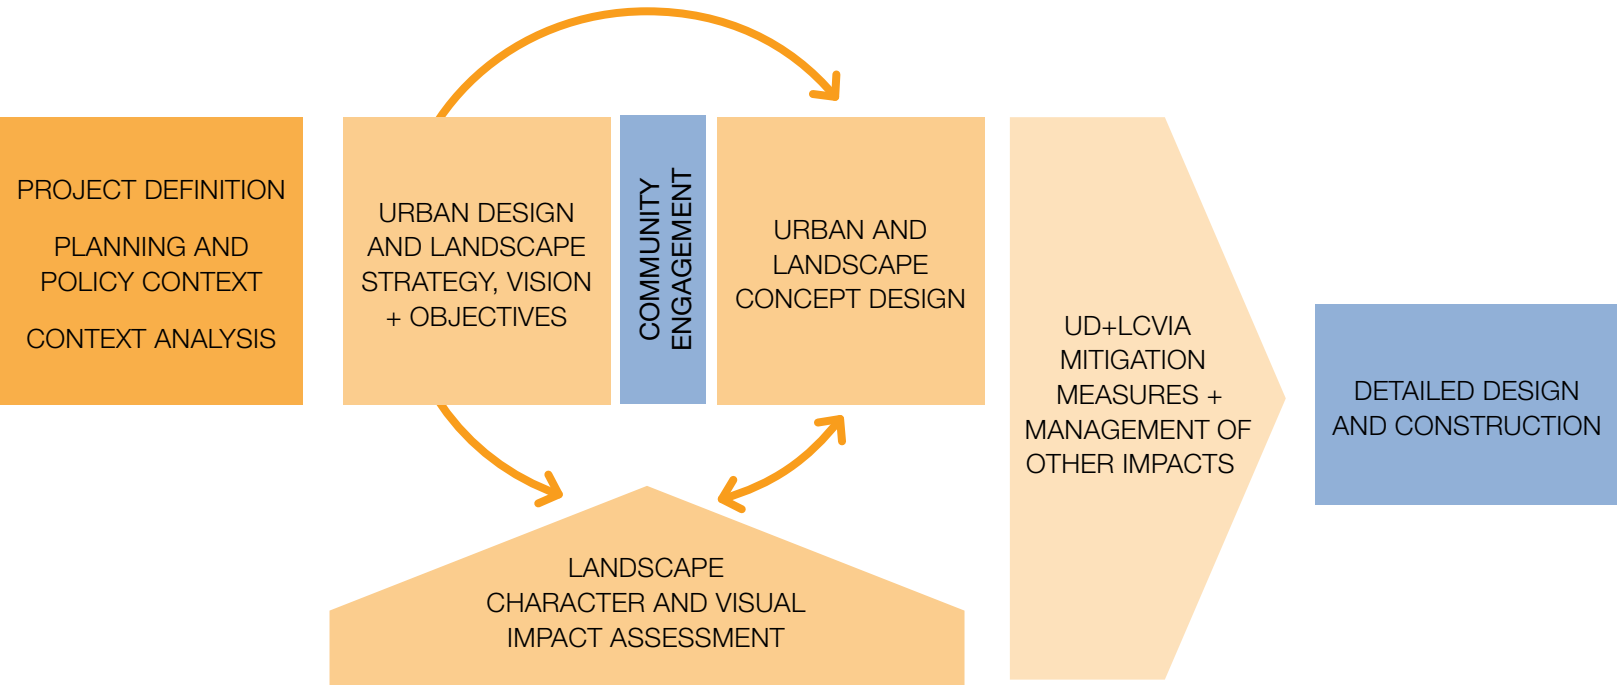 PROJECT DEFINITION
PLANNING AND
POLICY CONTEXT
CONTEXT ANALYSIS
URBAN DESIGN
AND LANDSCAPE
STRATEGY, VISION
+ OBJECTIVES
COMMUNITY
ENGAGEMENT
URBAN AND
LANDSCAPE
CONCEPT DESIGN
LANDSCAPE
CHARACTER AND VISUAL
IMPACT ASSESSMENT
UD+LCVIA
MITIGATION
MEASURES +
MANAGEMENT OF
OTHER IMPACTS
DETAILED DESIGN
AND CONSTRUCTION